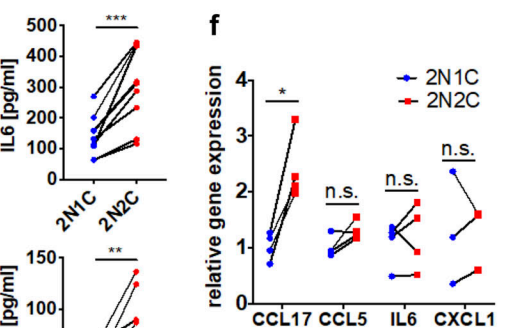 f
***
500
400
300
200
100
0
IL6 [pg/ml]
2N1C
2N2C
**
150
100
[pg/ml]
relative gene expression
4
3
2
1
0
2N1C
2N2C
*
n.s.
n.s.
n.s.
CCL17
CCL5
IL6
CXCL1